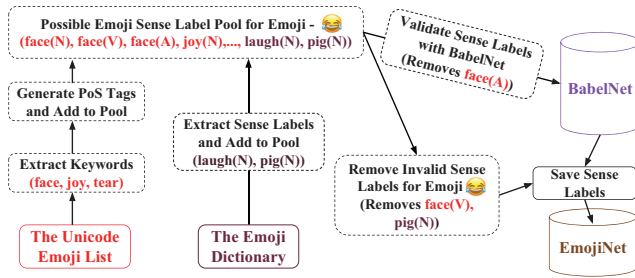 Possible Emoji Sense Label Pool for Emoji - 😂
(face(N), face(V), face(A), joy(N),..., laugh(N), pig(N))
Validate Sense Labels
with BabelNet
(Removes face(A))
BabelNet
Generate PoS Tags
and Add to Pool
Extract Sense Labels
and Add to Pool
(laugh(N), pig(N))
Extract Keywords
(face, joy, tear)
Remove Invalid Sense
Labels for Emoji 😂
(Removes face(V),
pig(N))
Save Sense
Labels
The Unicode
Emoji List
The Emoji
Dictionary
EmojiNet